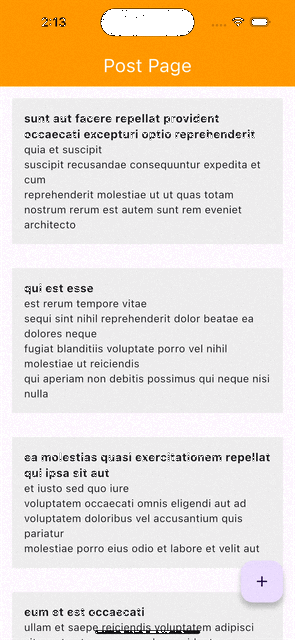 2:13
Post Page
sunt aut facere repellat provident
occaecati excepturi optio reprehenderit
quia et suscipit
suscipit recusandae consequuntur expedita et
cum
reprehenderit molestiae ut ut quas totam
nostrum rerum est autem sunt rem eveniet
architecto
qui est esse
est rerum tempore vitae
sequi sint nihil reprehenderit dolor beatae ea
dolores neque
fugiat blanditiis voluptate porro vel nihil
molestiae ut reiciendis
qui aperiam non debitis possimus qui neque nisi
nulla
ea molestias quasi exercitationem repellat
qui ipsa sit aut
et iusto sed quo iure
voluptatem occaecati omnis eligendi aut ad
voluptatem doloribus vel accusantium quis
pariatur
molestiae porro eius odio et labore et velit aut
+
eum et est occaecati
ullam et saepe reiciendis voluptatem adipisci